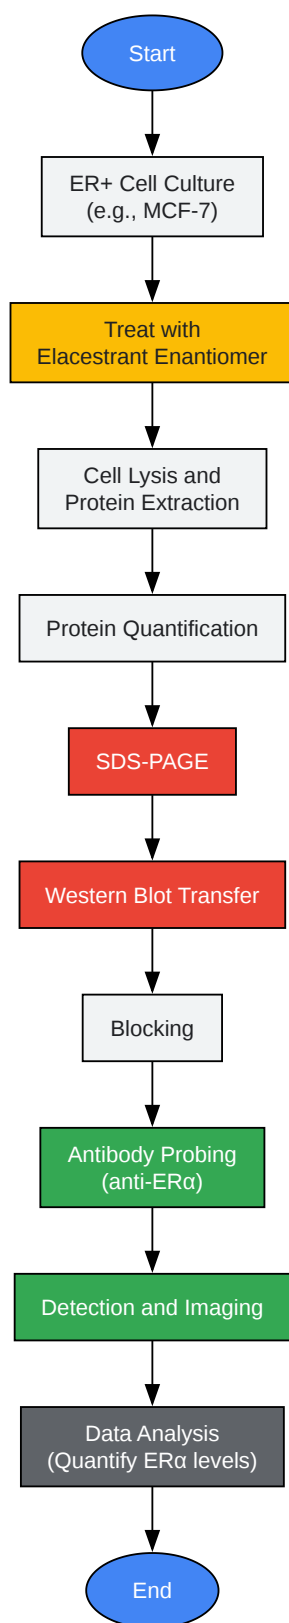 Start
ER+ Cell Culture
(e.g., MCF-7)
Treat with
Elacestrant Enantiomer
Cell Lysis and
Protein Extraction
Protein Quantification
SDS-PAGE
Western Blot Transfer
Blocking
Antibody Probing
(anti-ERα)
Detection and Imaging
Data Analysis
(Quantify ERα levels)
End